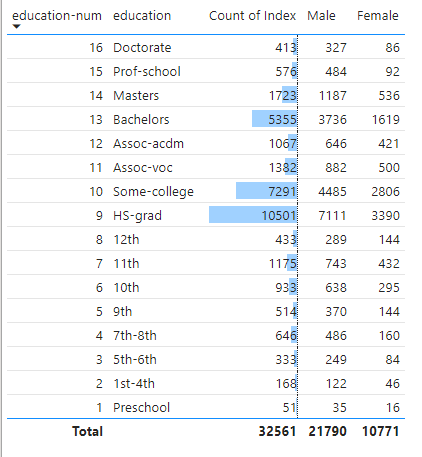 education-num education Count of Index Male Female
16 Doctorate 413 327 86
15 Prof-school 576 484 92
14 Masters 1723 1187 536
13 Bachelors 5355 3736 1619
12 Assoc-acdm 1067 646 421
11 Assoc-voc 1382 882 500
10 Some-college 7291 4485 2806
9 HS-grad 10501 7111 3390
8 12th 433 289 144
7 11th 1175 743 432
6 10th 933 638 295
5 9th 514 370 144
4 7th-8th 646 486 160
3 5th-6th 333 249 84
2 1st-4th 168 122 46
1 Preschool 51 35 16
Total 32561 21790 10771